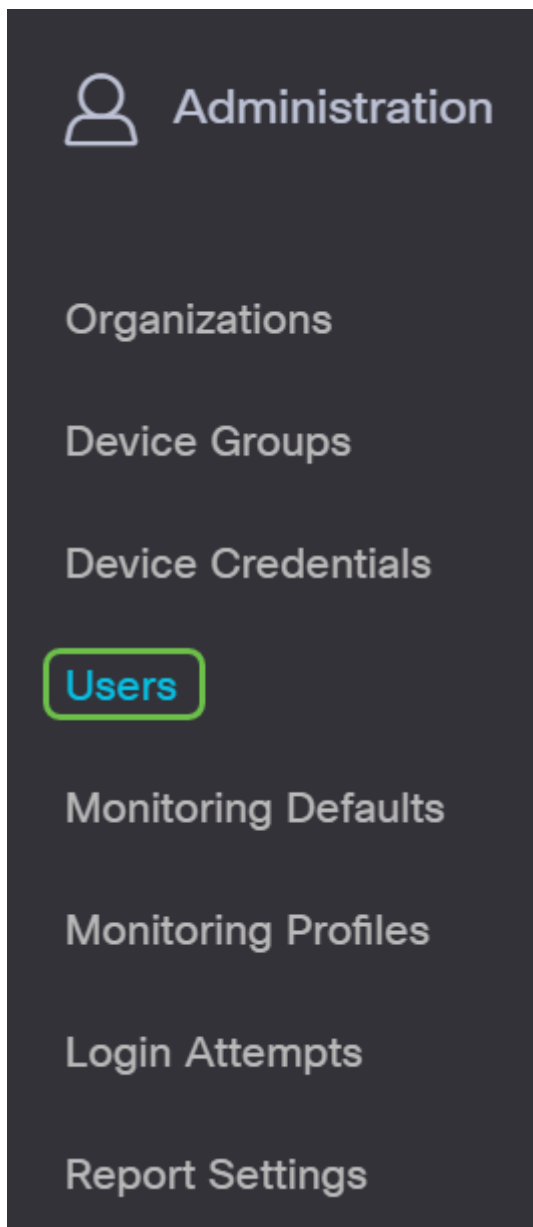 Administration
Organizations
Device Groups
Device Credentials
Users
Monitoring Defaults
Monitoring Profiles
Login Attempts
Report Settings